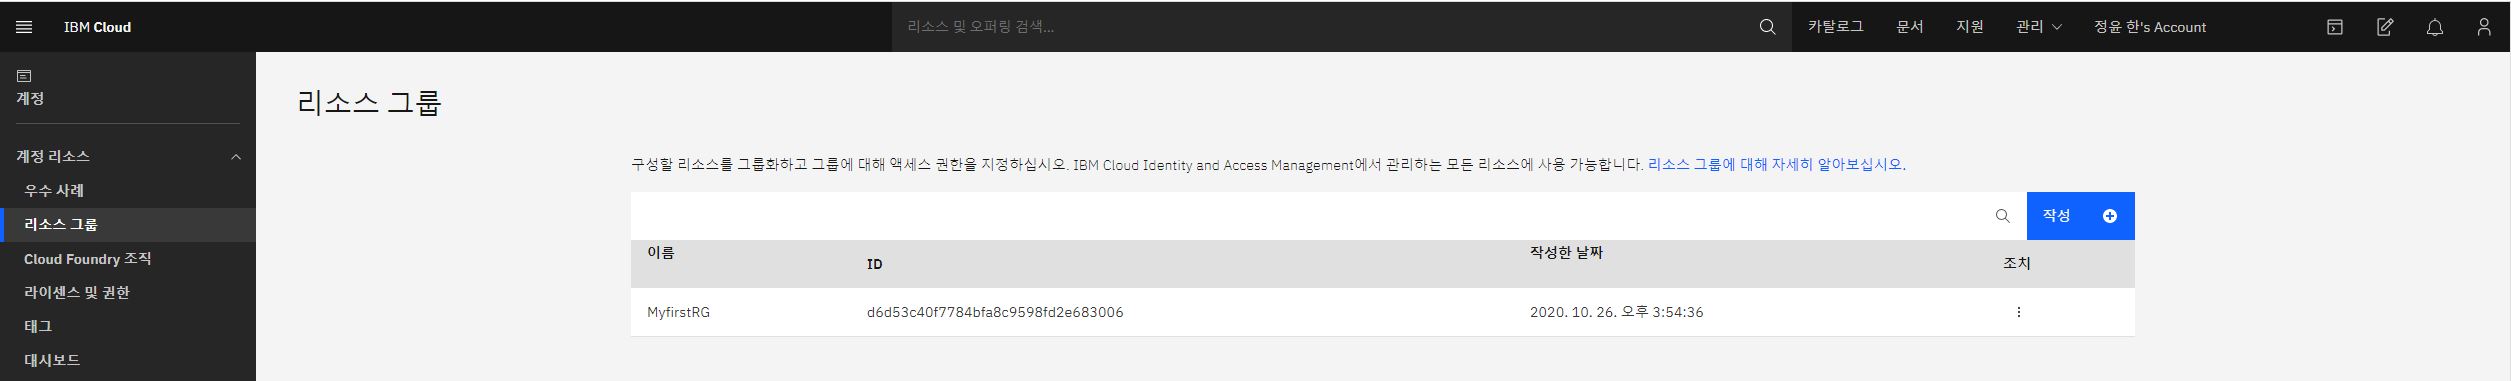 IBM Cloud
리소스 및 오퍼링 검색...
카탈로그
문서
지원
관리
정윤 한's Account
계정
계정 리소스
우수 사례
리소스 그룹
Cloud Foundry 조직
라이센스 및 권한
태그
대시보드
리소스 그룹
구성할 리소스를 그룹화하고 그룹에 대해 액세스 권한을 지정하십시오. IBM Cloud Identity and Access Management에서 관리하는 모든 리소스에 사용 가능합니다. 리소스 그룹에 대해 자세히 알아보십시오.
작성
이름 ID 작성한 날짜 조치
MyfirstRG d6d53c40f7784bfa8c9598fd2e683006 2020. 10. 26. 오후 3:54:36